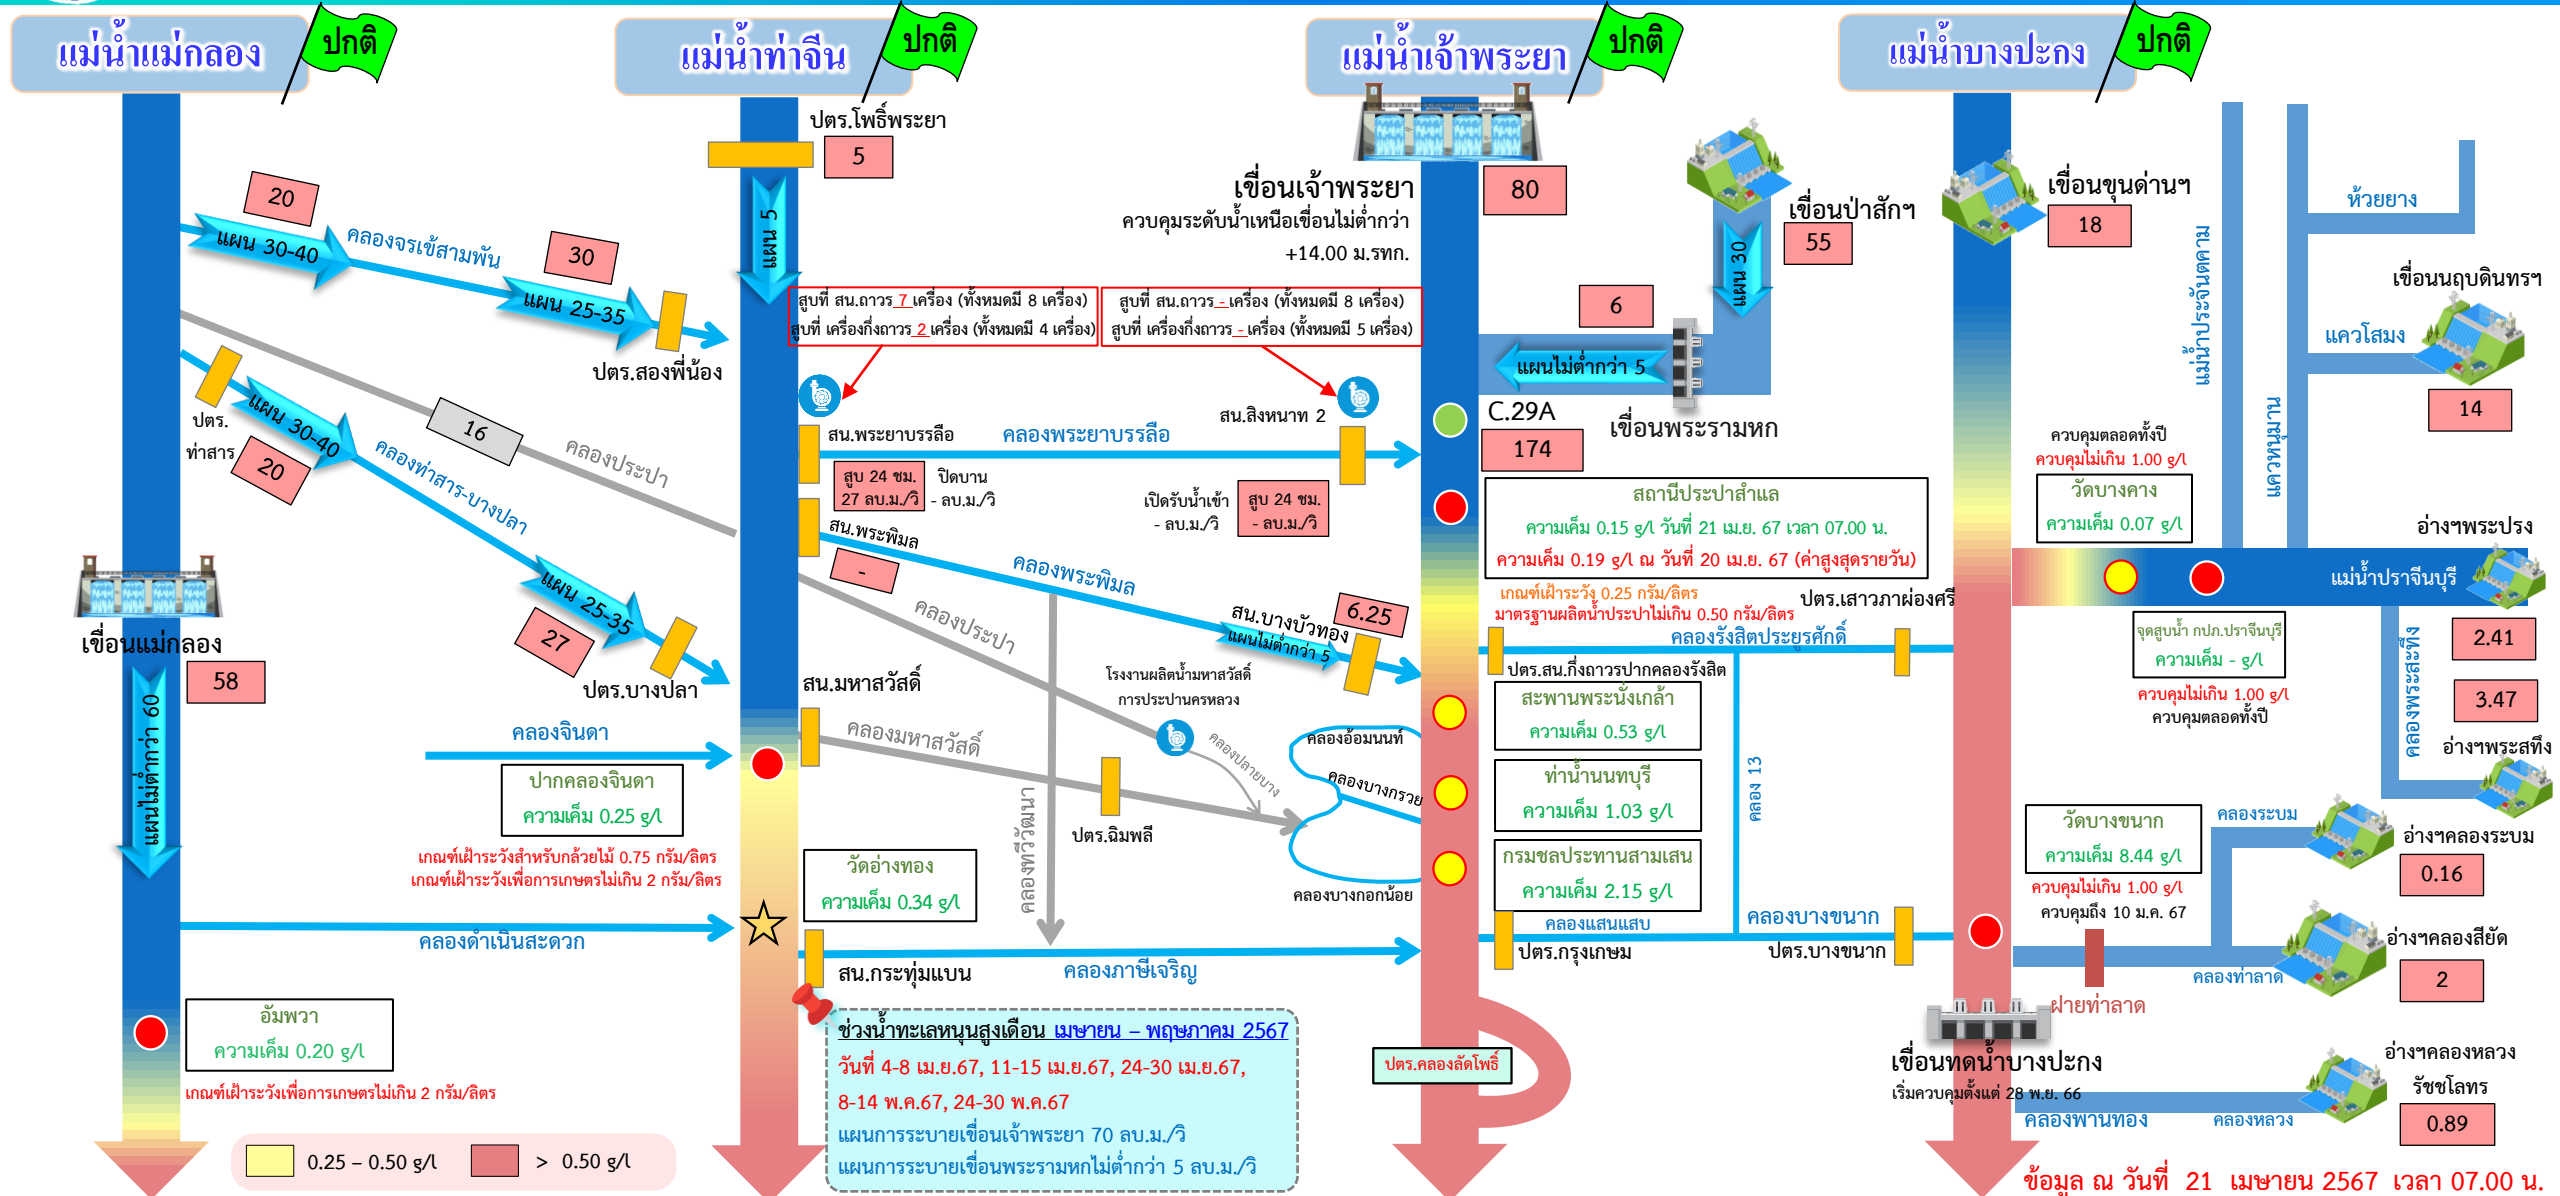 แม่น้ำแม่กลอง
ปกติ
แม่น้ำท่าจีน
ปกติ
แม่น้ำเจ้าพระยา
ปกติ
แม่น้ำบางปะกง
ปกติ
20
แผน 30-40
คลองจรเข้สามพัน
30
แผน 25-35
ปตร.สองพี่น้อง
ปตร.
ท่าสาร
แผน 30-40
20
คลองท่าสาร-บางปลา
16
คลองประปา
แผน 25-35
27
ปตร.บางปลา
เขื่อนแม่กลอง
58
แผนไม่ต่ำกว่า 60
คลองจินดา
ปากคลองจินดา
ความเค็ม 0.25 g/l
เกณฑ์เฝ้าระวังสำหรับกล้วยไม้ 0.75 กรัม/ลิตร
เกณฑ์เฝ้าระวังเพื่อการเกษตรไม่เกิน 2 กรัม/ลิตร
คลองดำเนินสะดวก
อัมพวา
ความเค็ม 0.20 g/l
เกณฑ์เฝ้าระวังเพื่อการเกษตรไม่เกิน 2 กรัม/ลิตร
0.25 – 0.50 g/l
> 0.50 g/l
ปตร.โพธิ์พระยา
5
แผน 5
สูบที่ สน.ถาวร 7 เครื่อง (ทั้งหมดมี 8 เครื่อง)
สูบที่ เครื่องกึ่งถาวร 2 เครื่อง (ทั้งหมดมี 4 เครื่อง)
สูบที่ สน.ถาวร - เครื่อง (ทั้งหมดมี 8 เครื่อง)
สูบที่ เครื่องกึ่งถาวร - เครื่อง (ทั้งหมดมี 5 เครื่อง)
สน.พระยาบรรลือ
คลองพระยาบรรลือ
สน.สิงหนาท 2
สูบ 24 ชม.
27 ลบ.ม./วิ
ปิดบาน
- ลบ.ม./วิ
เปิดรับน้ำเข้า
- ลบ.ม./วิ
สูบ 24 ชม.
- ลบ.ม./วิ
สน.พระพิมล
-
คลองพระพิมล
คลองประปา
สน.บางบัวทอง
6.25
แผนไม่ต่ำกว่า 5
โรงงานผลิตน้ำมหาสวัสดิ์
การประปานครหลวง
สน.มหาสวัสดิ์
คลองมหาสวัสดิ์
คลองปลายบาง
คลองอ้อมนนท์
คลองบางกรวย
คลองบางกอกน้อย
ปตร.ฉิมพลี
คลองทวีวัฒนา
วัดอ่างทอง
ความเค็ม 0.34 g/l
สน.กระทุ่มแบน
คลองภาษีเจริญ
ช่วงน้ำทะเลหนุนสูงเดือน เมษายน – พฤษภาคม 2567
วันที่ 4-8 เม.ย.67, 11-15 เม.ย.67, 24-30 เม.ย.67,
8-14 พ.ค.67, 24-30 พ.ค.67
แผนการระบายเขื่อนเจ้าพระยา 70 ลบ.ม./วิ
แผนการระบายเขื่อนพระรามหกไม่ต่ำกว่า 5 ลบ.ม./วิ
เขื่อนเจ้าพระยา
ควบคุมระดับน้ำเหนือเขื่อนไม่ต่ำกว่า
+14.00 ม.รทก.
80
เขื่อนป่าสักฯ
55
แผน 30
6
แผนไม่ต่ำกว่า 5
เขื่อนพระรามหก
C.29A
174
สถานีประปาสำแล
ความเค็ม 0.15 g/l วันที่ 21 เม.ย. 67 เวลา 07.00 น.
ความเค็ม 0.19 g/l ณ วันที่ 20 เม.ย. 67 (ค่าสูงสุดรายวัน)
เกณฑ์เฝ้าระวัง 0.25 กรัม/ลิตร
มาตรฐานผลิตน้ำประปาไม่เกิน 0.50 กรัม/ลิตร
ปตร.เสาวภาผ่องศรี
คลองรังสิตประยูรศักดิ์
ปตร.สน.กึ่งถาวรปากคลองรังสิต
สะพานพระนั่งเกล้า
ความเค็ม 0.53 g/l
ท่าน้ำนนทบุรี
ความเค็ม 1.03 g/l
กรมชลประทานสามเสน
ความเค็ม 2.15 g/l
คลอง 13
คลองแสนแสบ
คลองบางขนาก
ปตร.กรุงเกษม
ปตร.บางขนาก
ปตร.คลองลัดโพธิ์
เขื่อนขุนด่านฯ
18
แม่น้ำประจันตคาม
ห้วยยาง
เขื่อนนฤบดินทรฯ
แควโสมง
14
แควหนุมาน
ควบคุมตลอดทั้งปี
ควบคุมไม่เกิน 1.00 g/l
วัดบางคาง
ความเค็ม 0.07 g/l
อ่างฯพระปรง
แม่น้ำปราจีนบุรี
2.41
จุดสูบน้ำ กปภ.ปราจีนบุรี
ความเค็ม - g/l
ควบคุมไม่เกิน 1.00 g/l
ควบคุมตลอดทั้งปี
คลองพระสะทึง
3.47
อ่างฯพระสทึง
วัดบางขนาก
ความเค็ม 8.44 g/l
ควบคุมไม่เกิน 1.00 g/l
ควบคุมถึง 10 ม.ค. 67
คลองระบม
อ่างฯคลองระบม
0.16
อ่างฯคลองสียัด
2
คลองท่าลาด
ฝายท่าลาด
เขื่อนทดน้ำบางปะกง
เริ่มควบคุมตั้งแต่ 28 พ.ย. 66
อ่างฯคลองหลวง
รัชชโลทร
0.89
คลองพานทอง
คลองหลวง
ข้อมูล ณ วันที่ 21 เมษายน 2567 เวลา 07.00 น.